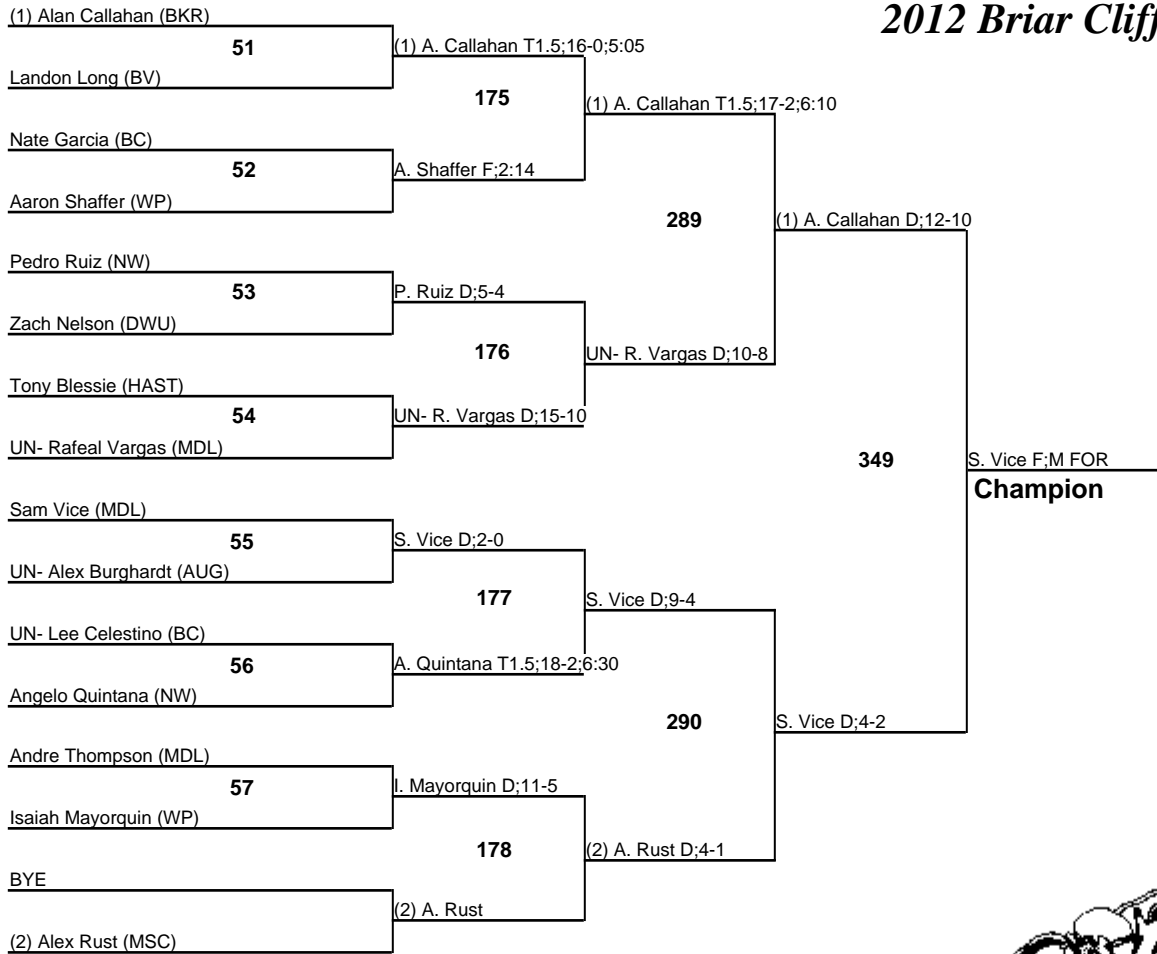 2012 Briar Cliff
(1) Alan Callahan (BKR)
51
(1) A. Callahan T1.5;16-0;5:05
Landon Long (BV)
175
(1) A. Callahan T1.5;17-2;6:10
Nate Garcia (BC)
52
A. Shaffer F;2:14
Aaron Shaffer (WP)
289
(1) A. Callahan D;12-10
Pedro Ruiz (NW)
53
P. Ruiz D;5-4
Zach Nelson (DWU)
176
UN- R. Vargas D;10-8
Tony Blessie (HAST)
54
UN- R. Vargas D;15-10
UN- Rafeal Vargas (MDL)
349
S. Vice F;M FOR
Champion
Sam Vice (MDL)
55
S. Vice D;2-0
UN- Alex Burghardt (AUG)
177
S. Vice D;9-4
UN- Lee Celestino (BC)
56
A. Quintana T1.5;18-2;6:30
Angelo Quintana (NW)
290
S. Vice D;4-2
Andre Thompson (MDL)
57
I. Mayorquin D;11-5
Isaiah Mayorquin (WP)
178
(2) A. Rust D;4-1
BYE
(2) A. Rust
(2) Alex Rust (MSC)